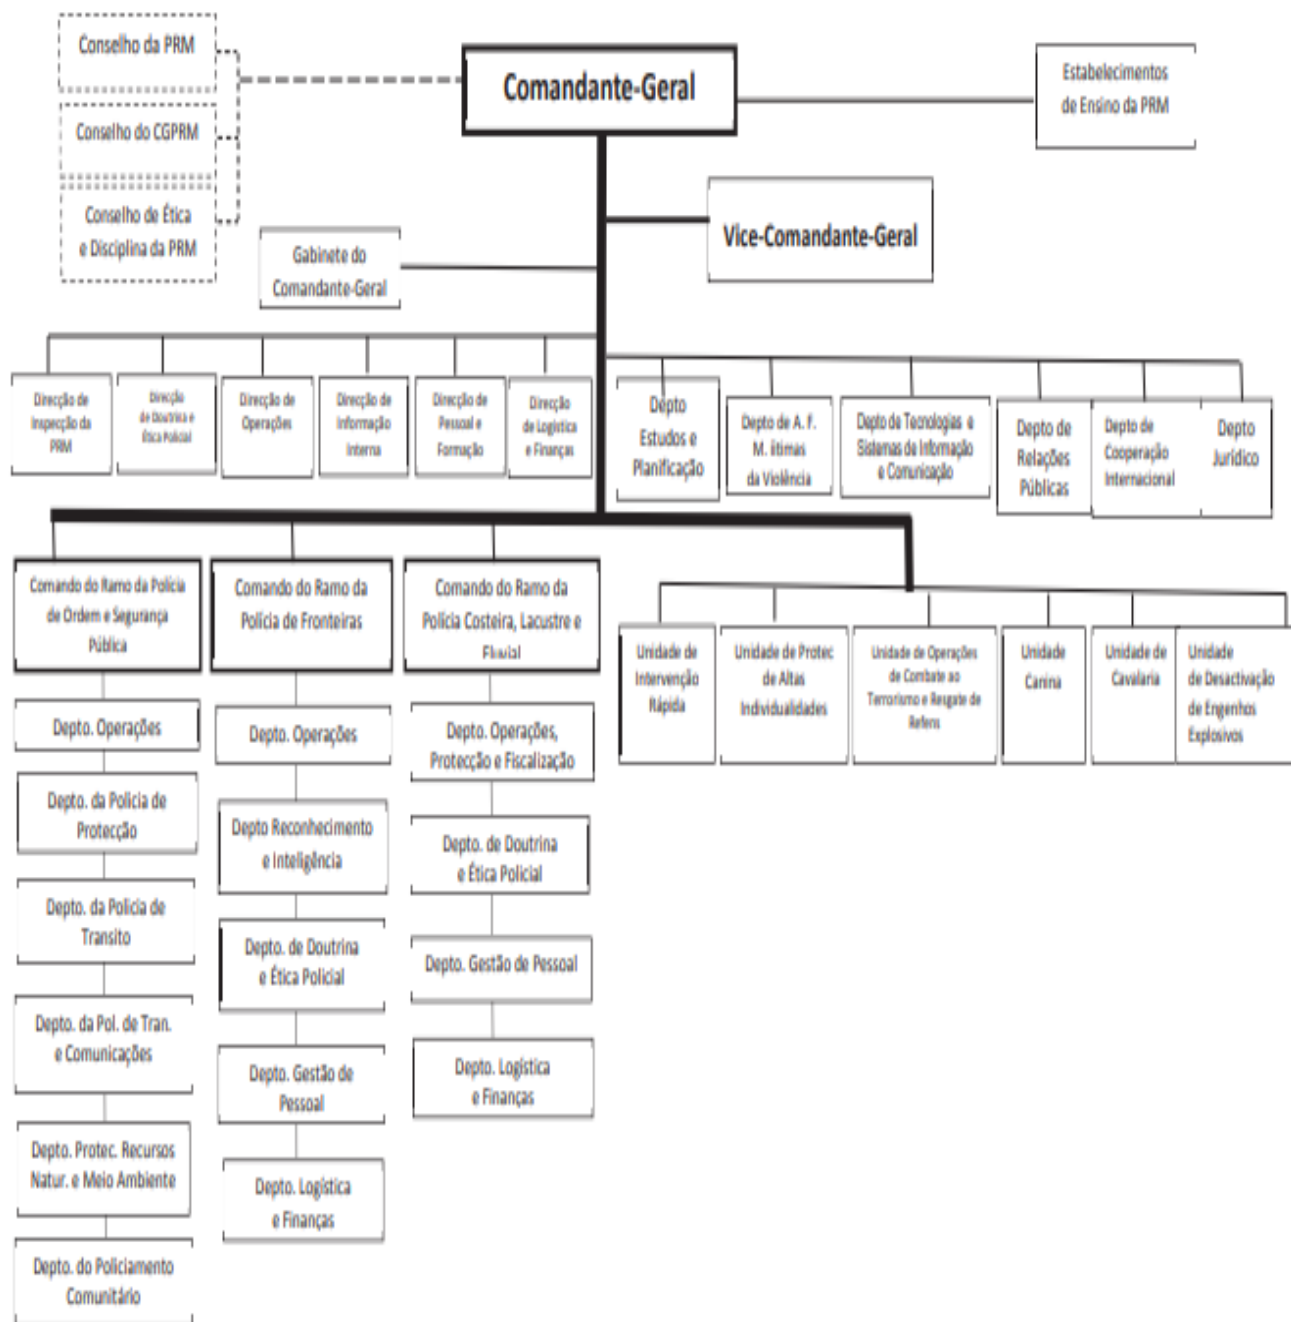 Conselho da PRM
Comandante-Geral
Estabelecimentos
de Ensino da PRM
Conselho do CGPRM
Conselho de Ética
e Disciplina da PRM
Vice-Comandante-Geral
Gabinete do
Comandante-Geral
Direcção de
Inspecção da
PRM
Direcção
de Doutrina e
Ética Policial
Direcção de
Operações
Direcção de
Informação
Interna
Direcção de
Pessoal e
Formação
Direcção
de Logística
e Finanças
Depto
Estudos e
Planificação
Depto de A. F.
M. iitimas
da Violência
Depto de Tecnologias e
Sistemas de Informação
e Comunicação
Depto de
Relações
Públicas
Depto de
Cooperação
Internacional
Depto
Jurídico
Comando do Ramo da Polícia
de Ordem e Segurança
Pública
Comando do Ramo da
Polícia de Fronteiras
Comando do Ramo da
Polícia Costeira, Lacustre e
Fluvial
Unidade de
Intervenção
Rápida
Unidade de Protec
de Altas
Individualidades
Unidade de Operações
de Combate ao
Terrorismo e Resgate de
Refens
Unidade
Canina
Unidade de
Cavalaria
Unidade
de Desactivação
de Engenhos
Explosivos
Depto. Operações
Depto. da Policia de
Protecção
Depto. da Policia de
Transito
Depto. da Pol. de Tran.
e Comunicações
Depto. Protec. Recursos
Natur. e Meio Ambiente
Depto. do Policiamento
Comunitário
Depto. Operações
Depto Reconhecimento
e Inteligência
Depto. de Doutrina
e Ética Policial
Depto. Gestão de
Pessoal
Depto. Logística
e Finanças
Depto. Operações,
Protecção e Fiscalização
Depto. de Doutrina
e Ética Policial
Depto. Gestão de Pessoal
Depto. Logística
e Finanças